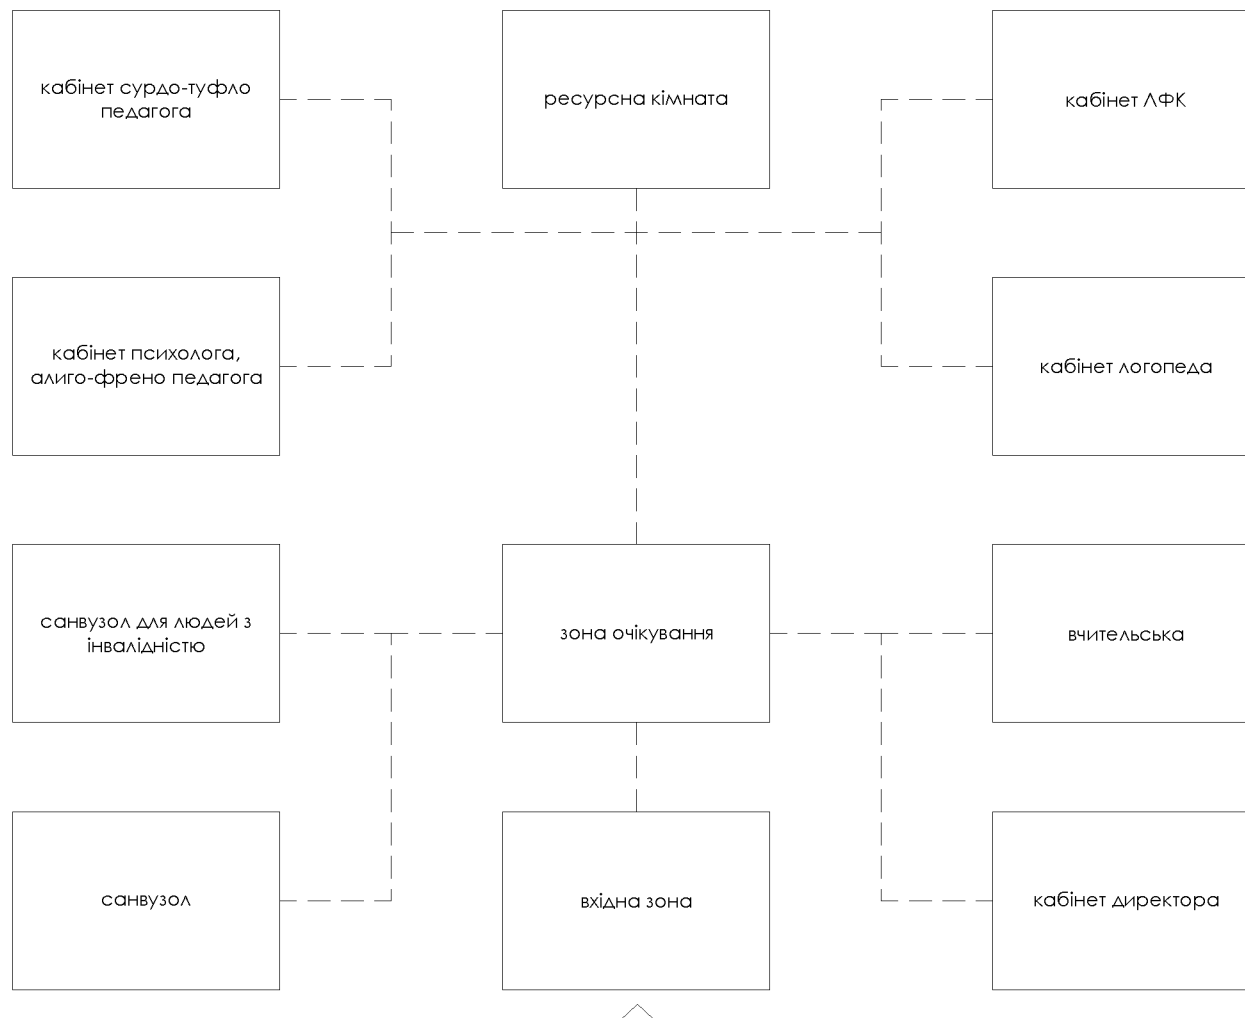 кабінет сурдо-туфло
педагога
ресурсна кімната
кабінет ЛФК
кабінет психолога,
алиго-френо педагога
кабінет логопеда
санвузол для людей з
інвалідністю
зона очікування
вчительська
санвузол
вхідна зона
кабінет директора